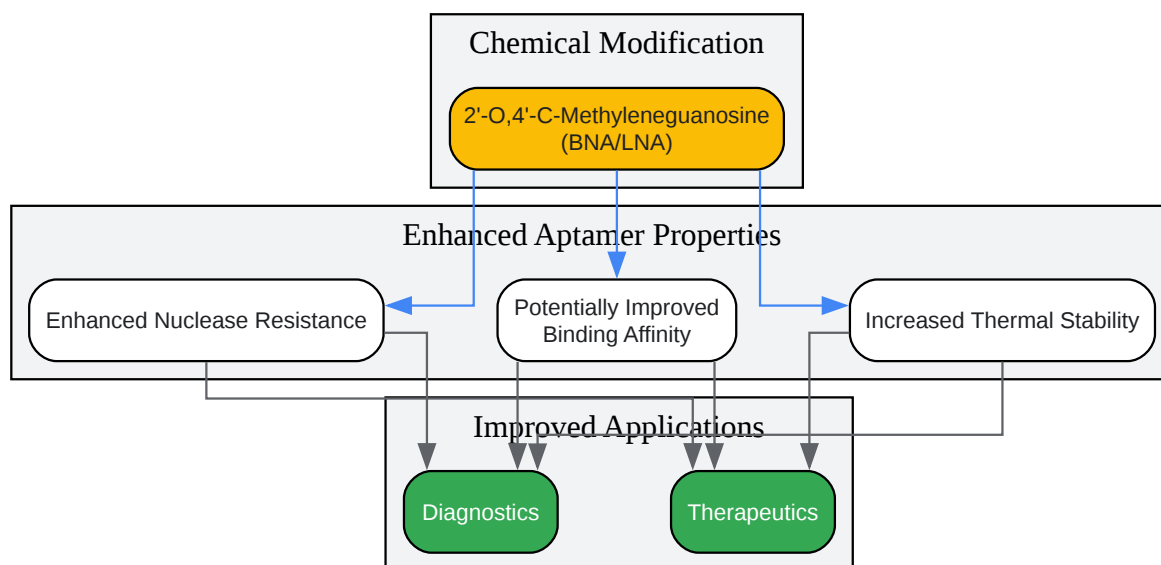 Chemical Modification
2'-O,4'-C-Methyleneguanosine
(BNA/LNA)
Enhanced Aptamer Properties
Enhanced Nuclease Resistance
Potentially Improved
Binding Affinity
Increased Thermal Stability
Improved Applications
Diagnostics
Therapeutics